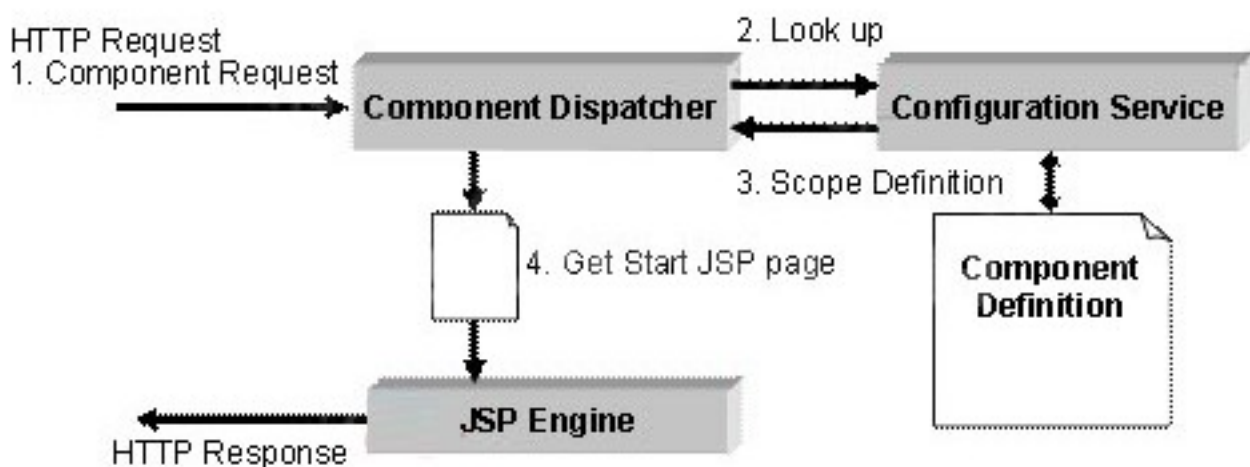 HTTP Request
1. Component Request
2. Look up
Component Dispatcher
Configuration Service
3. Scope Definition
4. Get Start JSP page
Component
Definition
JSP Engine
HTTP Response